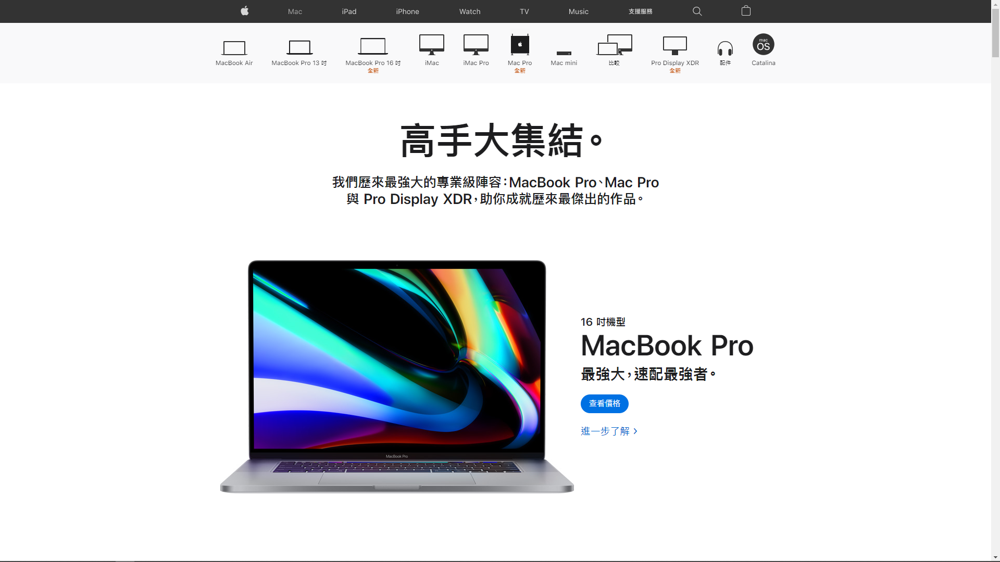 Mac
iPad
iPhone
Watch
TV
Music
支援服務
MacBook Air
MacBook Pro 13 吋
MacBook Pro 16 吋
全新
iMac
iMac Pro
Mac Pro
全新
Mac mini
比較
Pro Display XDR
全新
配件
mac
OS
Catalina
高手大集結。
我們歷來最強大的專業級陣容：MacBook Pro、Mac Pro
與 Pro Display XDR，助你成就歷來最傑出的作品。
16 吋機型
MacBook Pro
最強大，速配最強者。
查看價格
進一步了解
MacBook Pro